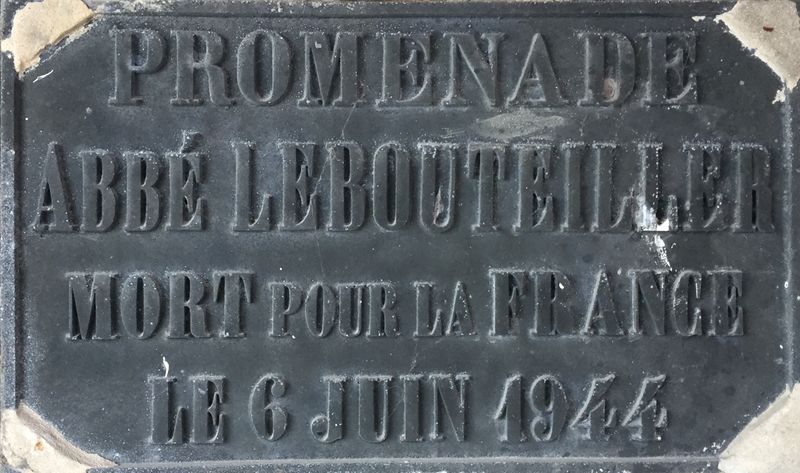 PROMENADE
ABBÉ LEBOUTEILLER
MORT POUR LA FRANCE
LE 6 JUIN 1944